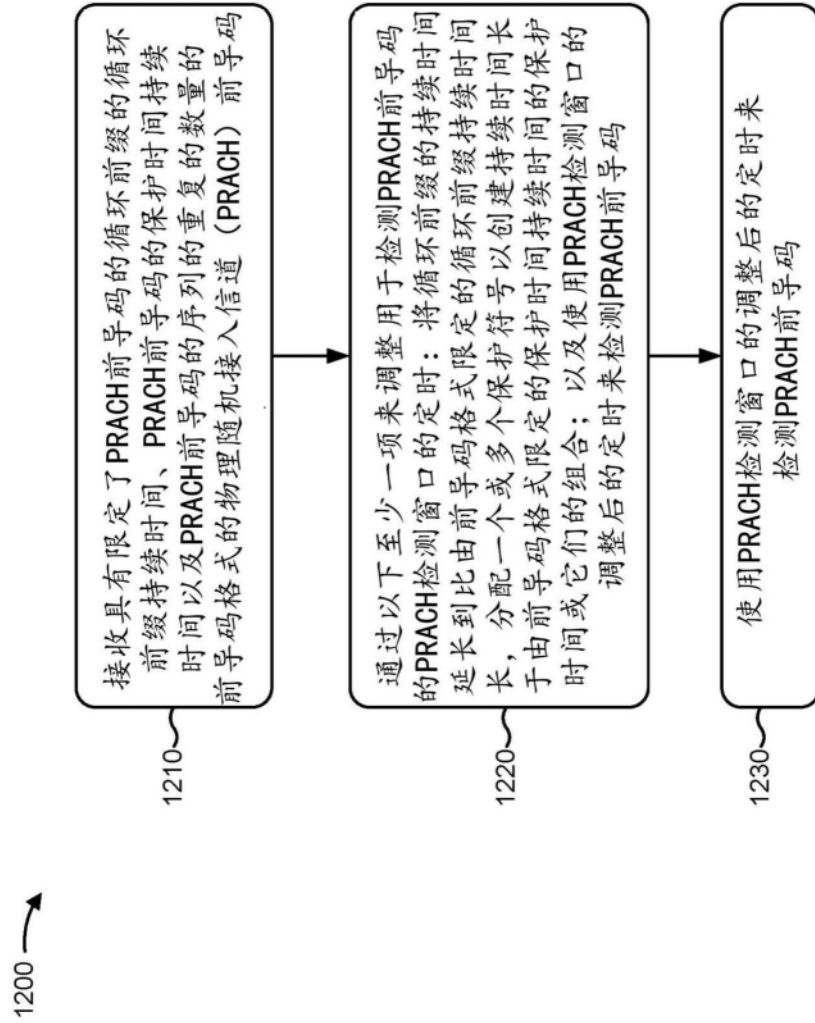 1200
1210
接收具有限定了PRACH前导码的循环前缀的循环
前缀持续时间、PRACH前导码的保护时间持续
时间以及PRACH前导码的序列的重复的数量的
前导码格式的物理随机接入信道（PRACH）前导码
1220
通过以下至少一项来调整用于检测PRACH前导码
的PRACH检测窗口的定时：将循环前缀的持续时间
延长到比由前导码格式限定的循环前缀持续时间
长，分配一个或多个保护符号以创建持续时间长
于由前导码格式限定的保护时间持续时间的保护
时间或它们的组合；以及使用PRACH检测窗口的
调整后的定时来检测PRACH前导码
1230
使用PRACH检测窗口的调整后的定时来
检测PRACH前导码